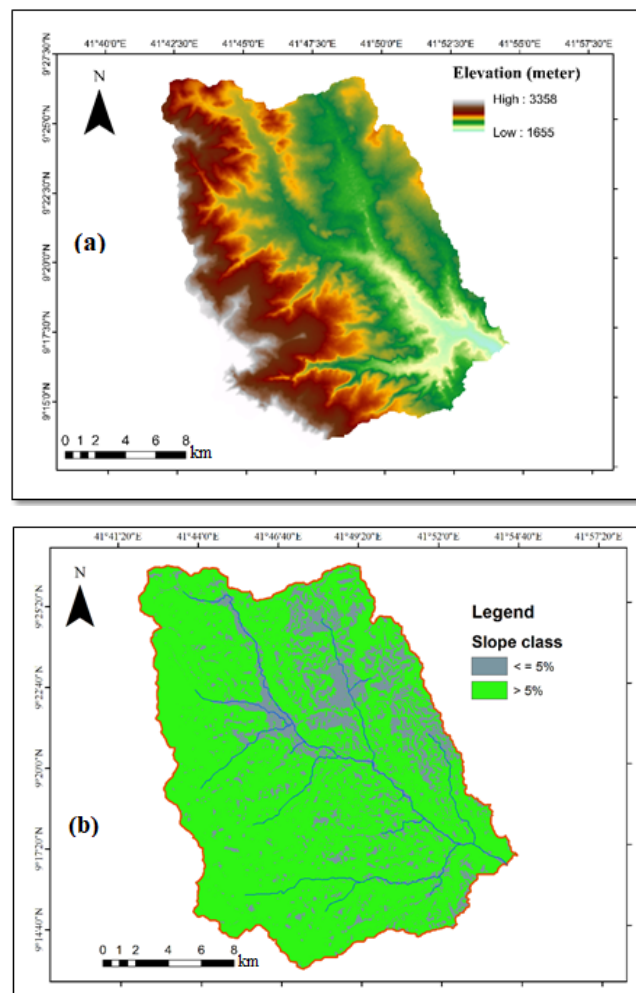 41°40'0"E 41°42'30"E 41°45'0"E 41°47'30"E 41°50'0"E 41°52'30"E 41°55'0"E 41°57'30"E
9°27'30"N
N
Elevation (meter)
High : 3358
Low : 1655
9°25'0"N
9°22'30"N
(a)
9°20'0"N
9°17'30"N
9°15'0"N
0 1 2 4 6 8
km
41°41'20"E 41°44'0"E 41°46'40"E 41°49'20"E 41°52'0"E 41°54'40"E 41°57'20"E
N
9°25'20"N
Legend
Slope class
< = 5%
> 5%
9°22'40"N
9°20'0"N
(b)
9°17'20"N
9°14'40"N
0 1 2 4 6 8
km